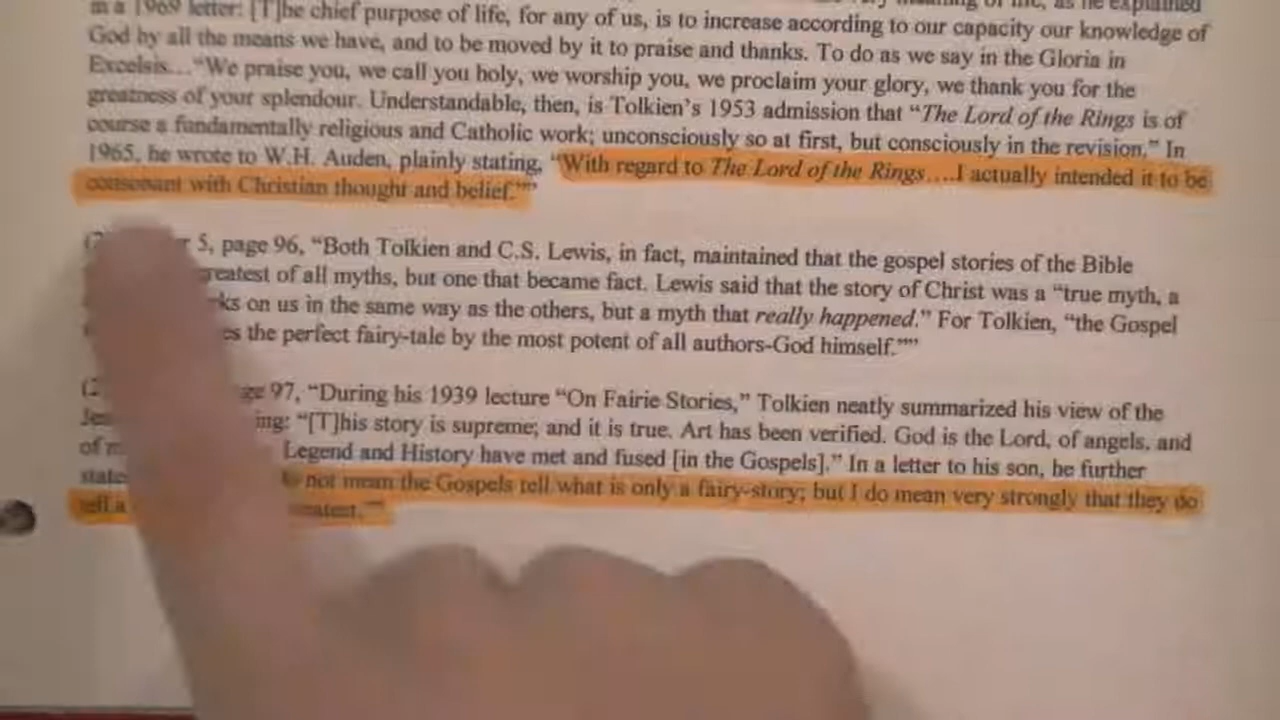 in a 1969 letter: [T]he chief purpose of life, for any of us, is to increase according to our capacity our knowledge of
God by all the means we have, and to be moved by it to praise and thanks. To do as we say in the Gloria in
Excelsis…“We praise you, we call you holy, we worship you, we proclaim your glory, we thank you for the
greatness of your splendour. Understandable, then, is Tolkien’s 1953 admission that “The Lord of the Rings is of
course a fundamentally religious and Catholic work; unconsciously so at first, but consciously in the revision.” In
1965, he wrote to W.H. Auden, plainly stating, “With regard to The Lord of the Rings….I actually intended it to be
consonant with Christian thought and belief.””
5, page 96, “Both Tolkien and C.S. Lewis, in fact, maintained that the gospel stories of the Bible
greatest of all myths, but one that became fact. Lewis said that the story of Christ was a “true myth, a
on us in the same way as the others, but a myth that really happened.” For Tolkien, “the Gospel
the perfect fairy-tale by the most potent of all authors-God himself.””
97, “During his 1939 lecture “On Fairie Stories,” Tolkien neatly summarized his view of the
“[T]his story is supreme; and it is true. Art has been verified. God is the Lord, of angels, and
of Legend and History have met and fused [in the Gospels].” In a letter to his son, he further
not mean the Gospels tell what is only a fairy-story; but I do mean very strongly that they do
tell a